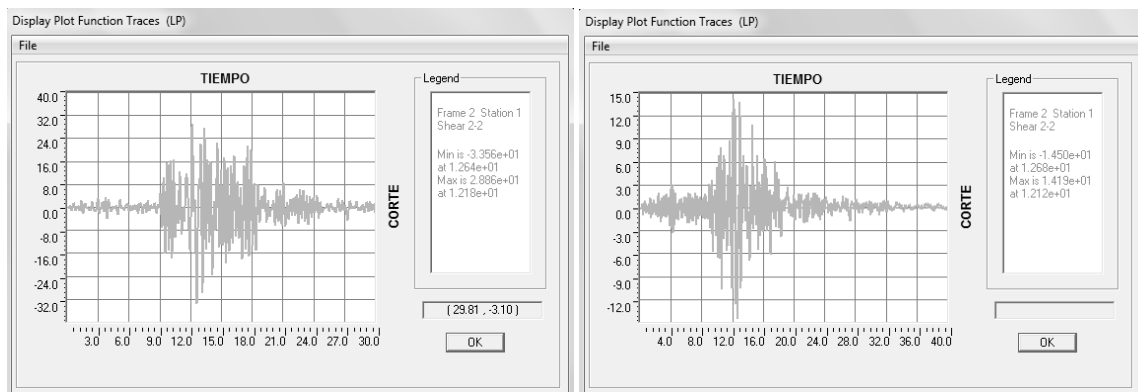 Display Plot Function Traces (LP)
File
TIEMPO
40.0
32.0
24.0
16.0
8.0
0.0
-8.0
-16.0
-24.0
-32.0
3.0 6.0 9.0 12.0 15.0 18.0 21.0 24.0 27.0 30.0
CORTE
Legend
Frame 2 Station 1
Shear 2-2
Min is -3.356e+01
at 1.264e+01
Max is 2.886e+01
at 1.218e+01
( 29.81 , -3.10 )
OK
Display Plot Function Traces (LP)
File
TIEMPO
15.0
12.0
9.0
6.0
3.0
0.0
-3.0
-6.0
-9.0
-12.0
4.0 8.0 12.0 16.0 20.0 24.0 28.0 32.0 36.0 40.0
CORTE
Legend
Frame 2 Station 1
Shear 2-2
Min is -1.450e+01
at 1.268e+01
Max is 1.419e+01
at 1.212e+01
OK